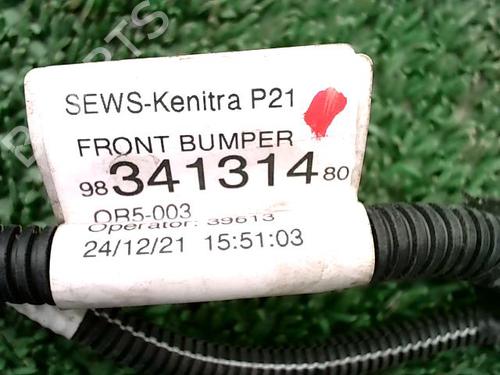 SEWS-Kenitra P21
FRONT BUMPER
98 341314 80
OR5-003
Operator: 39613
24/12/21 15:51:03